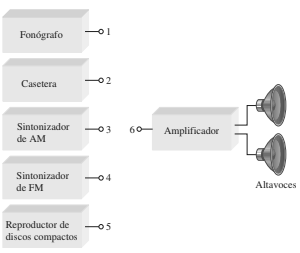 Fonógrafo
1
Casetera
2
Sintonizador
de AM
3
6
Amplificador
Sintonizador
de FM
4
Altavoces
Reproductor de
discos compactos
5